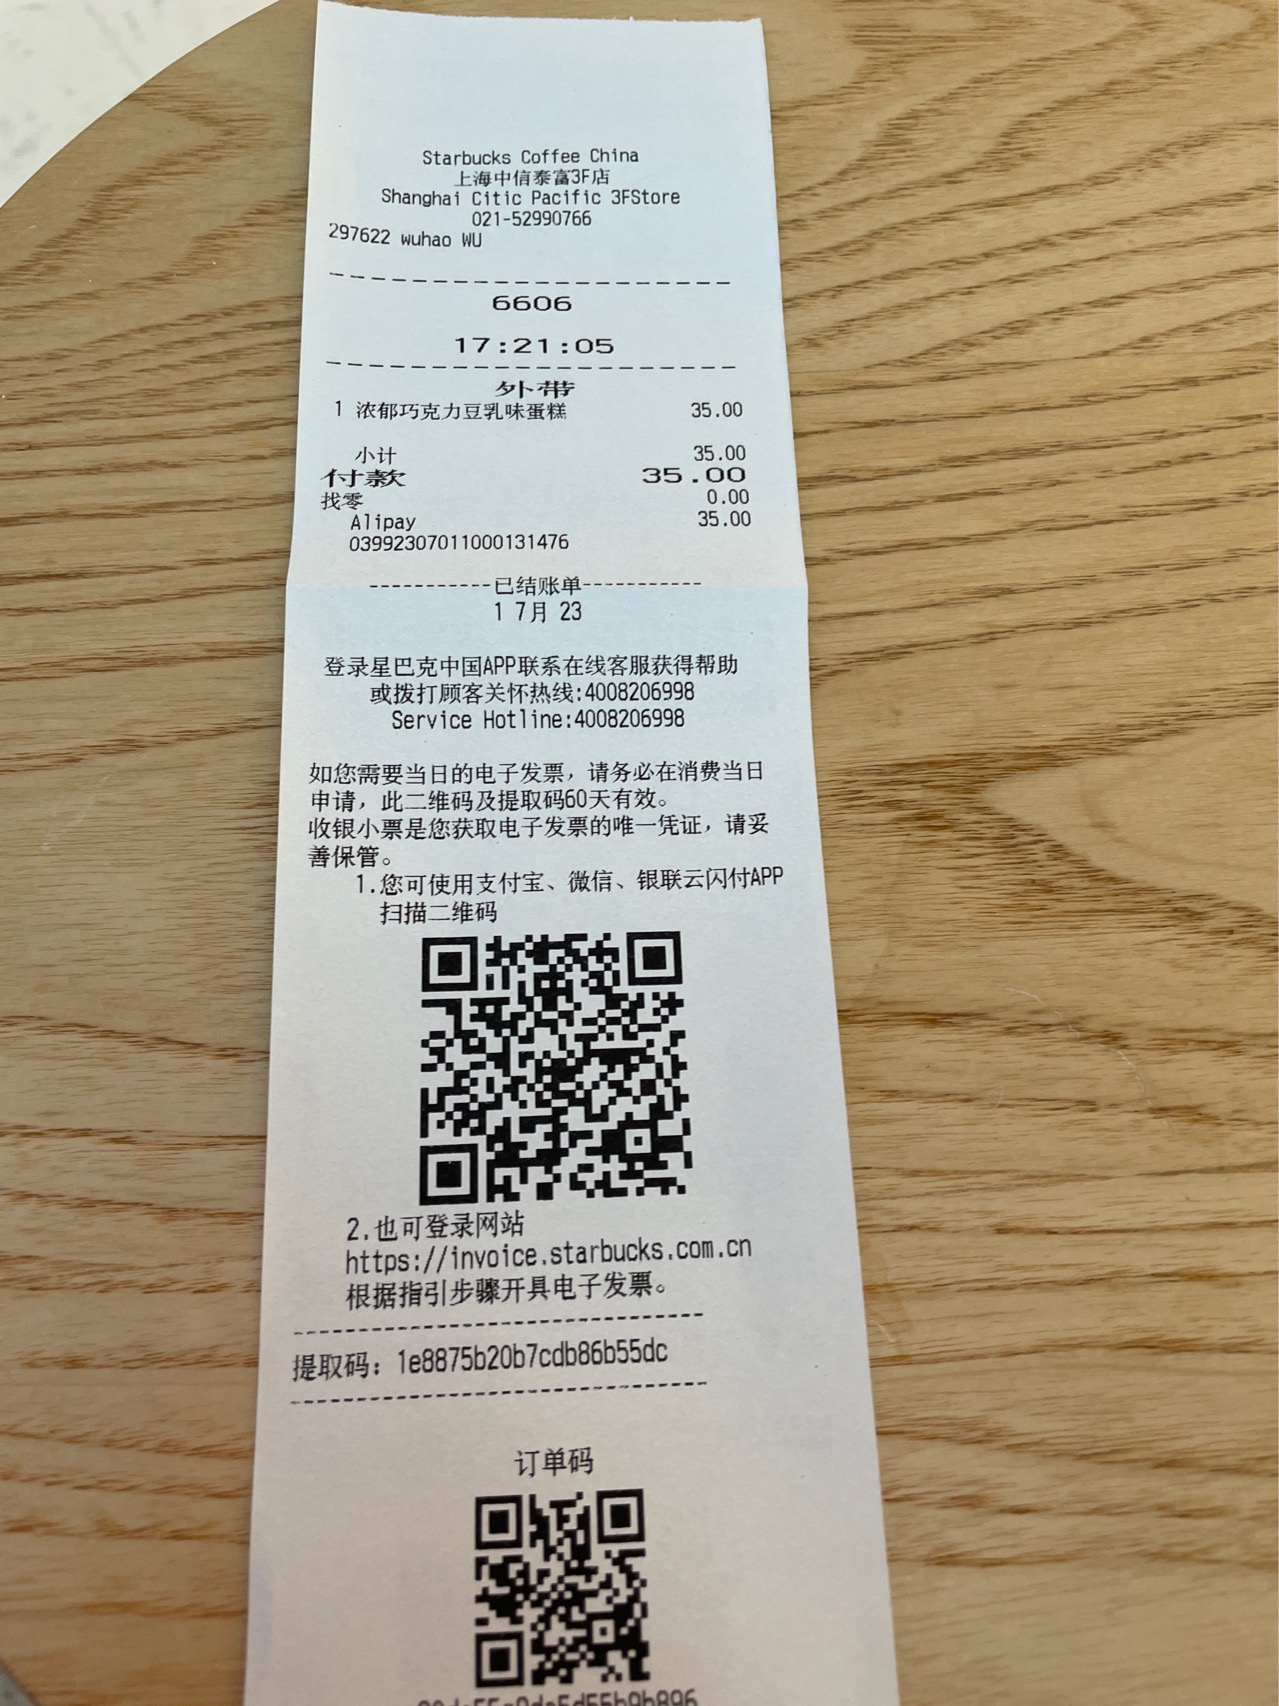 Starbucks Coffee China
上海中信泰富3F店
Shanghai Citic Pacific 3FStore
021-52990766
297622 wuhao WU
6606
17:21:05
外带
1 浓郁巧克力豆乳味蛋糕 35.00
小计 35.00
付款 35.00
找零 0.00
Alipay 35.00
03992307011000131476
-----------已结账单-----------
1 7月 23
登录星巴克中国APP联系在线客服获得帮助
或拨打顾客关怀热线:4008206998
Service Hotline:4008206998
如您需要当日的电子发票，请务必在消费当日
申请，此二维码及提取码60天有效。
收银小票是您获取电子发票的唯一凭证，请妥
善保管。
1.您可使用支付宝、微信、银联云闪付APP
扫描二维码
2.也可登录网站
https://invoice.starbucks.com.cn
根据指引步骤开具电子发票。
提取码：1e8875b20b7cdb86b55dc
订单码